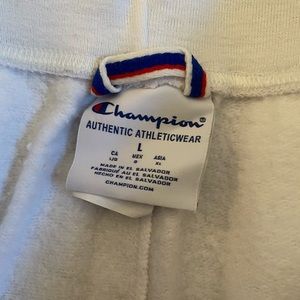 Champion®
AUTHENTIC ATHLETICWEAR
L
CA MEX ASIA
G XL
MADE IN EL SALVADOR
FABRIQUÉ AU EL SALVADOR
HECHO EN EL SALVADOR
CHAMPION.COM